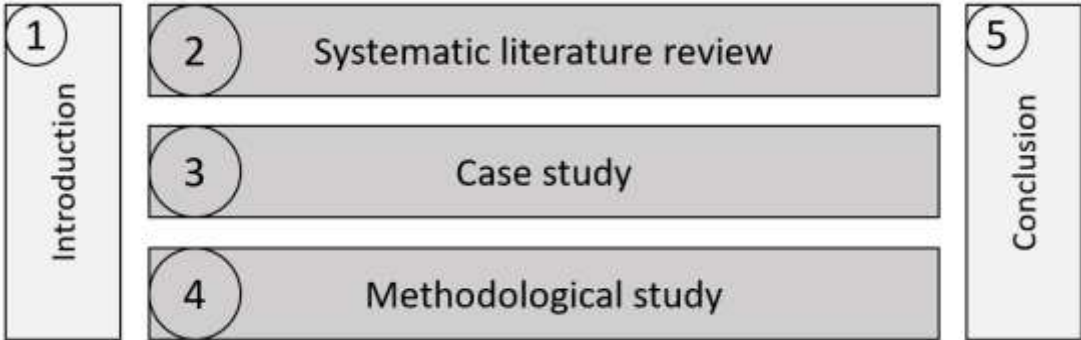 1
Introduction
2
Systematic literature review
3
Case study
4
Methodological study
5
Conclusion